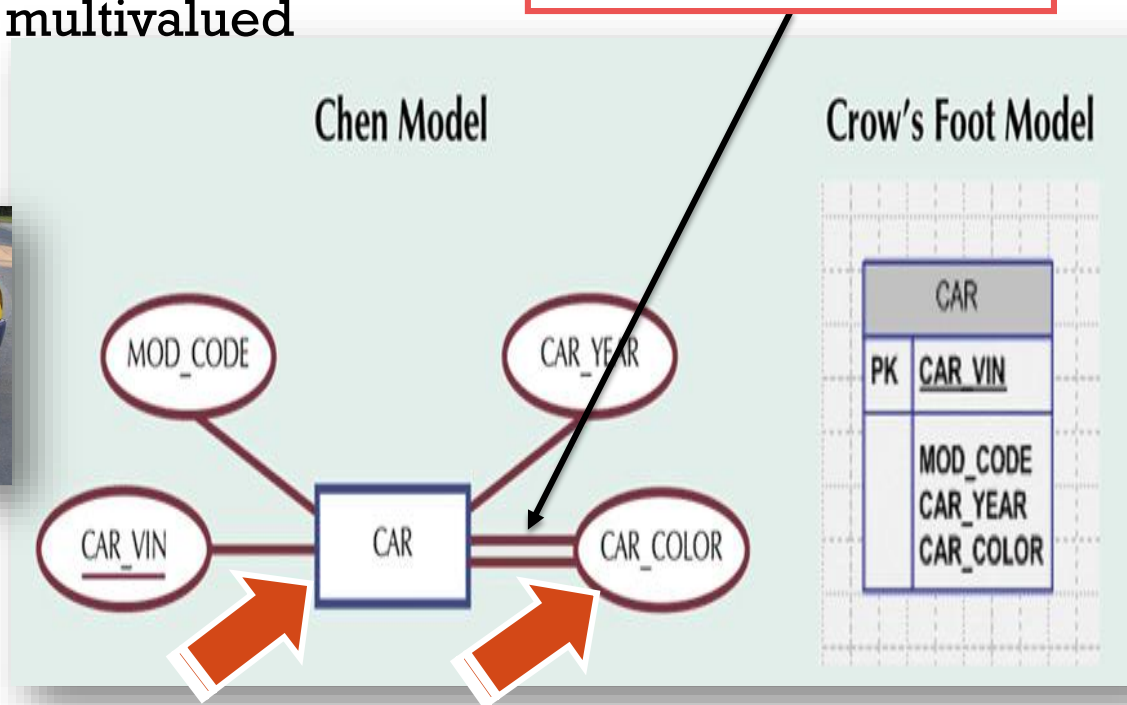 multivalued
Chen Model
Crow's Foot Model
MOD_CODE
CAR_YEAR
CAR_VIN
CAR
CAR_COLOR
CAR
PK CAR_VIN
MOD_CODE
CAR_YEAR
CAR_COLOR